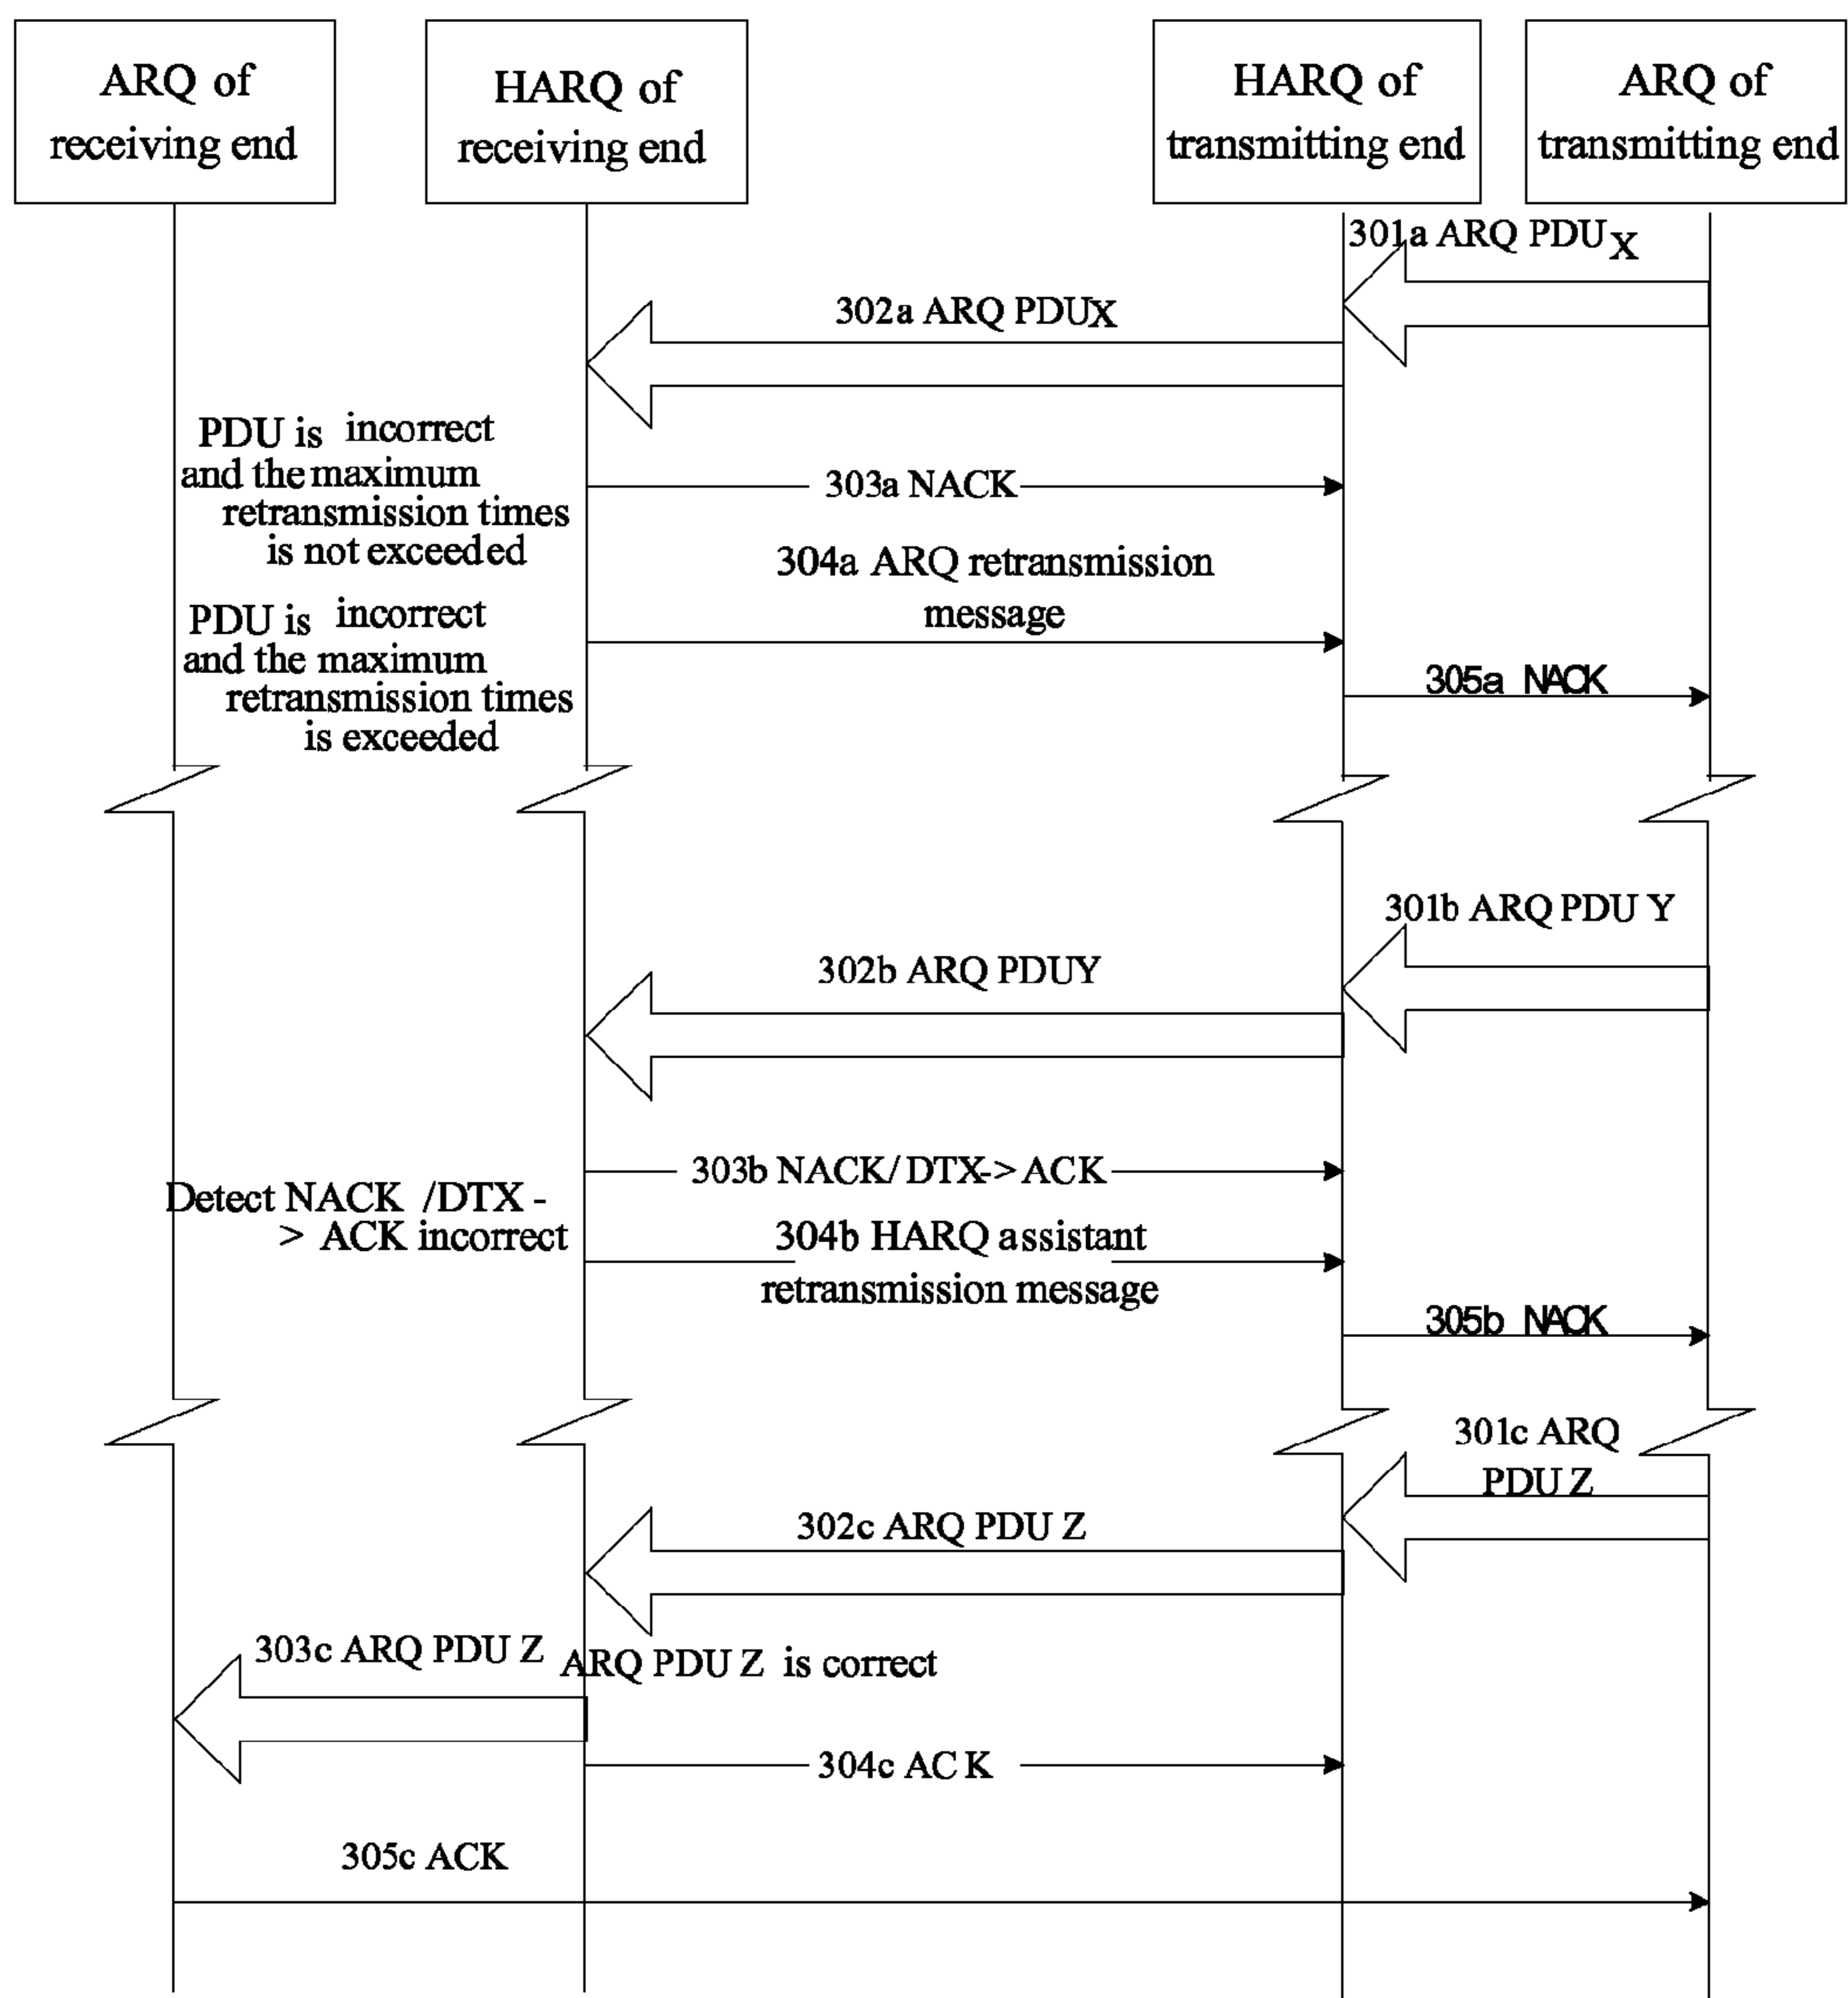 ARQ of
receiving end
HARQ of
receiving end
HARQ of
transmitting end
ARQ of
transmitting end
301a ARQ PDU X
302a ARQ PDUX
PDU is incorrect
and the maximum
retransmission times
is not exceeded
303a NACK
304a ARQ retransmission
message
PDU is incorrect
and the maximum
retransmission times
is exceeded
305a NACK
301b ARQ PDU Y
302b ARQ PDUY
303b NACK/ DTX-> ACK
Detect NACK /DTX -
> ACK incorrect
304b HARQ assistant
retransmission message
305b NACK
301c ARQ
PDU Z
302c ARQ PDU Z
303c ARQ PDU Z
ARQ PDU Z is correct
304c ACK
305c ACK